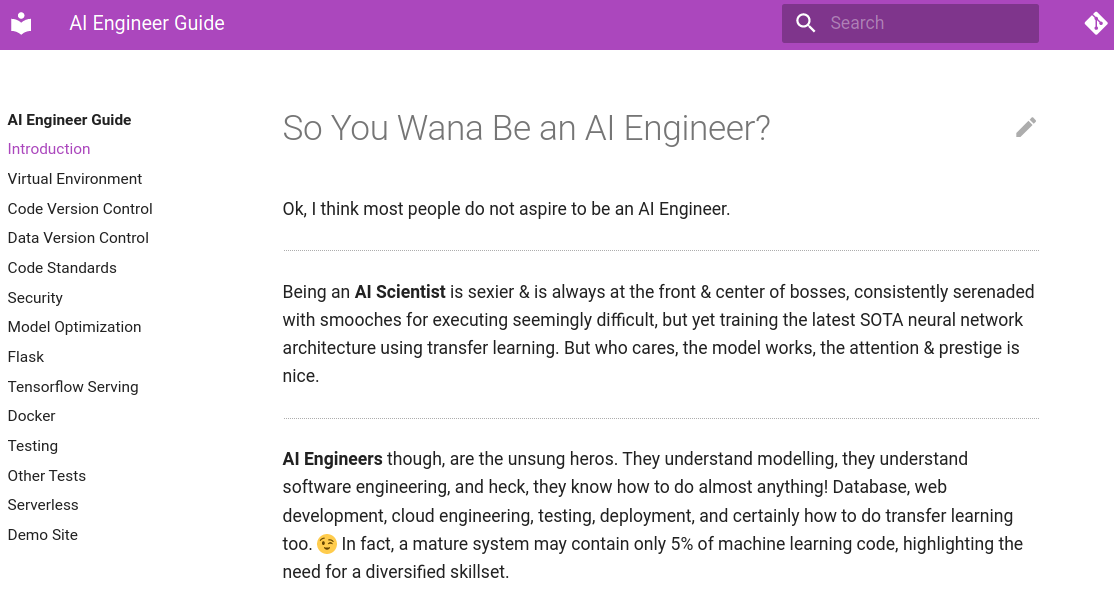 AI Engineer Guide
Search
AI Engineer Guide
Introduction
Virtual Environment
Code Version Control
Data Version Control
Code Standards
Security
Model Optimization
Flask
Tensorflow Serving
Docker
Testing
Other Tests
Serverless
Demo Site
So You Wana Be an AI Engineer?
Ok, I think most people do not aspire to be an AI Engineer.
Being an AI Scientist is sexier & is always at the front & center of bosses, consistently serenaded
with smooches for executing seemingly difficult, but yet training the latest SOTA neural network
architecture using transfer learning. But who cares, the model works, the attention & prestige is
nice.
AI Engineers though, are the unsung heros. They understand modelling, they understand
software engineering, and heck, they know how to do almost anything! Database, web
development, cloud engineering, testing, deployment, and certainly how to do transfer learning
too. 😉 In fact, a mature system may contain only 5% of machine learning code, highlighting the
need for a diversified skillset.